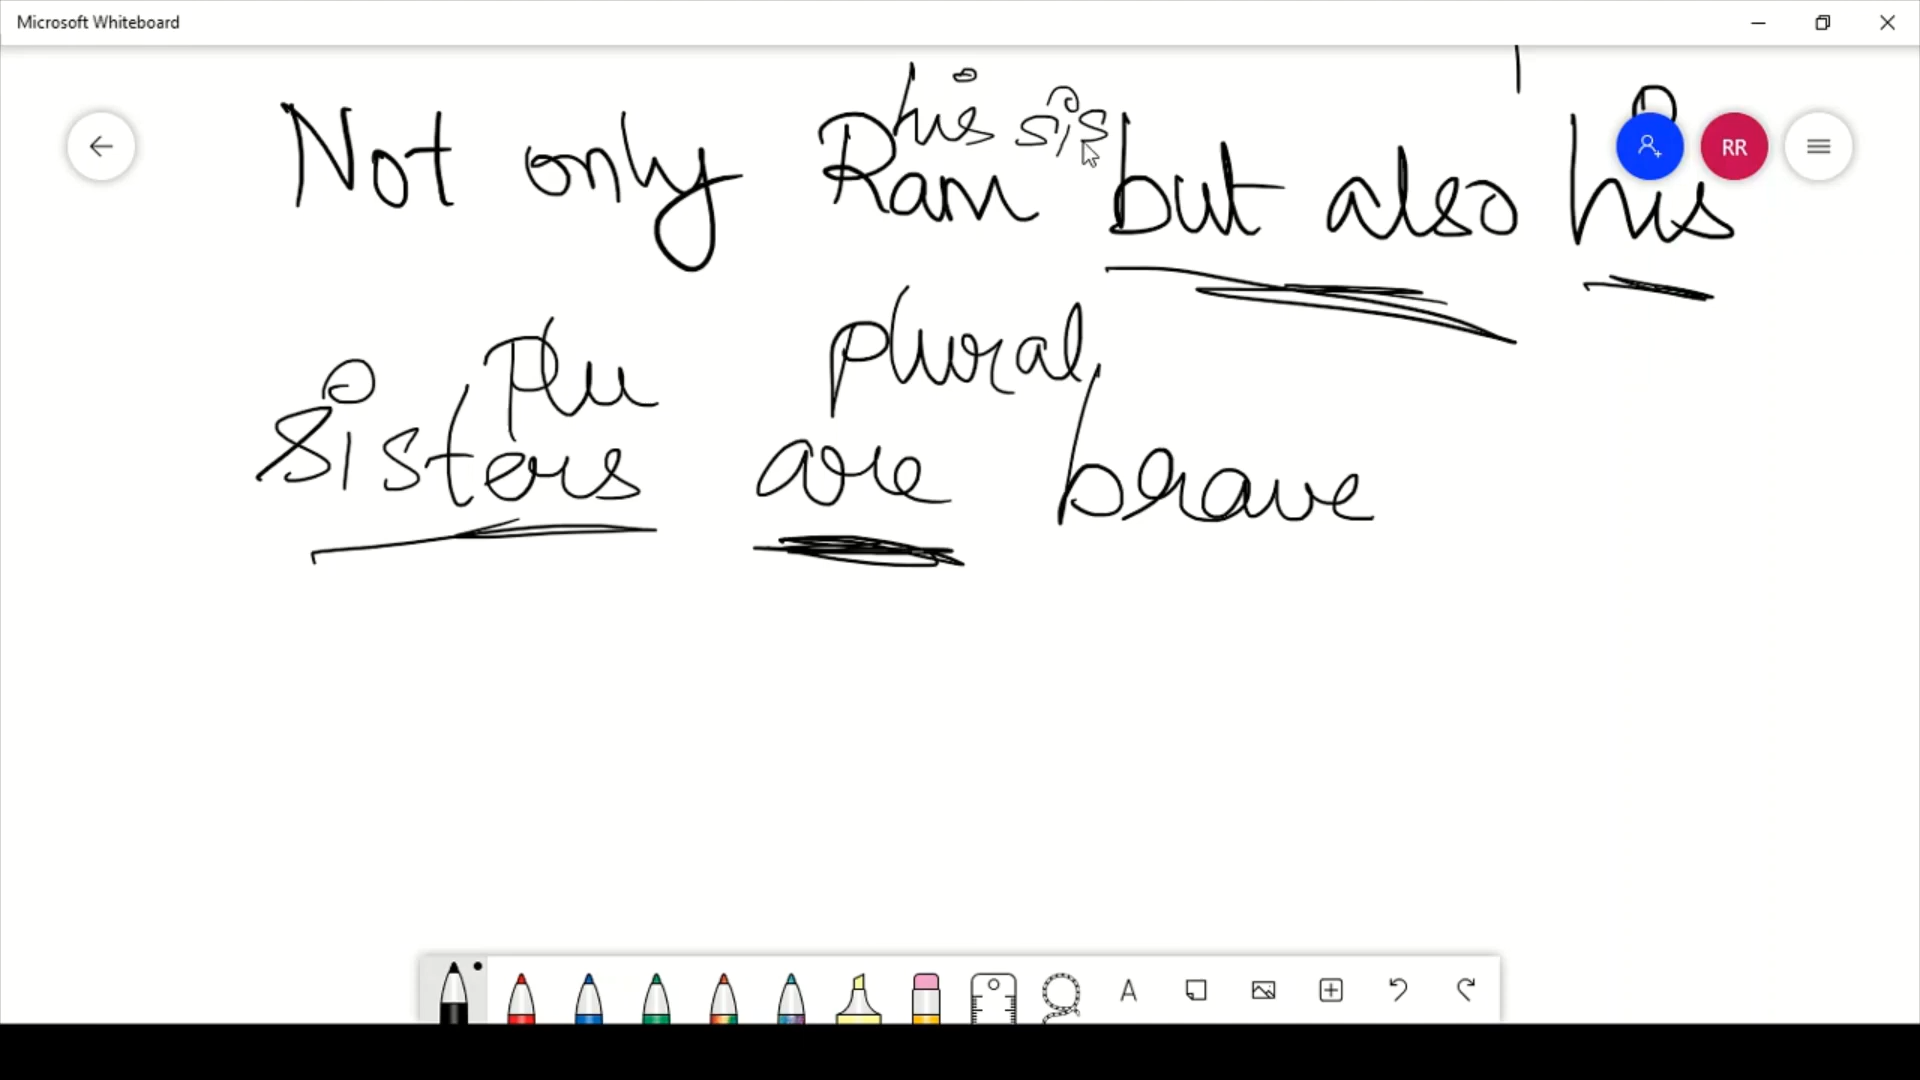 Microsoft Whiteboard
his sis
Not only Ram but also his
RR
Plu plural
sisters are brave
A